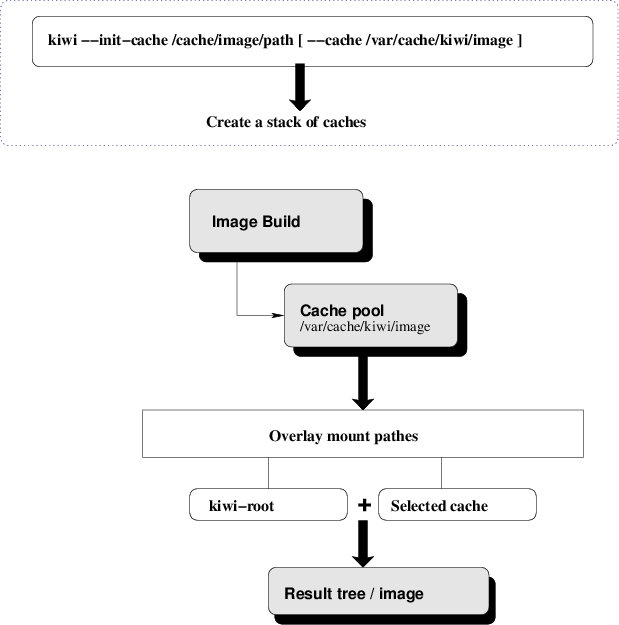 kiwi −−init−cache /cache/image/path [ −−cache /var/cache/kiwi/image ]
Create a stack of caches
Image Build
Cache pool
/var/cache/kiwi/image
Overlay mount pathes
kiwi−root + Selected cache
Result tree / image